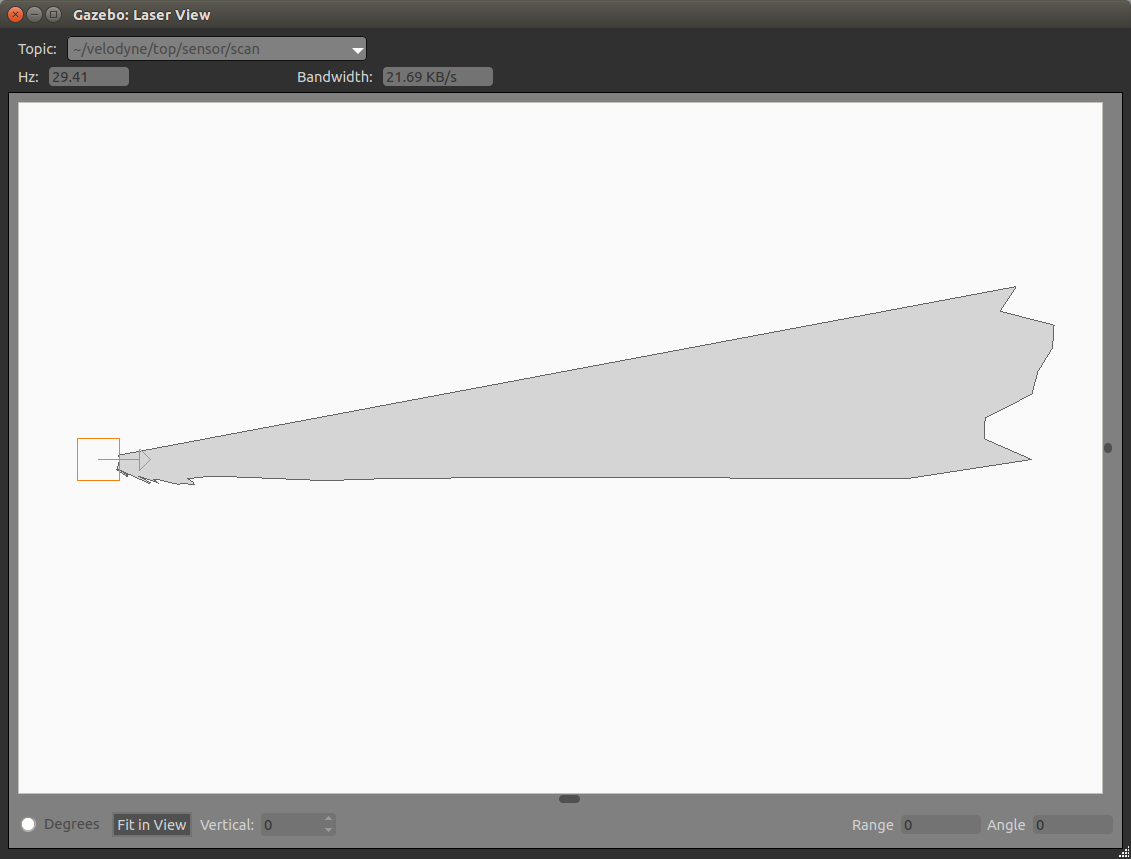 Gazebo: Laser View
Topic: ~/velodyne/top/sensor/scan
Hz: 29.41 Bandwidth: 21.69 KB/s
Degrees Fit in View Vertical: 0 Range 0 Angle 0